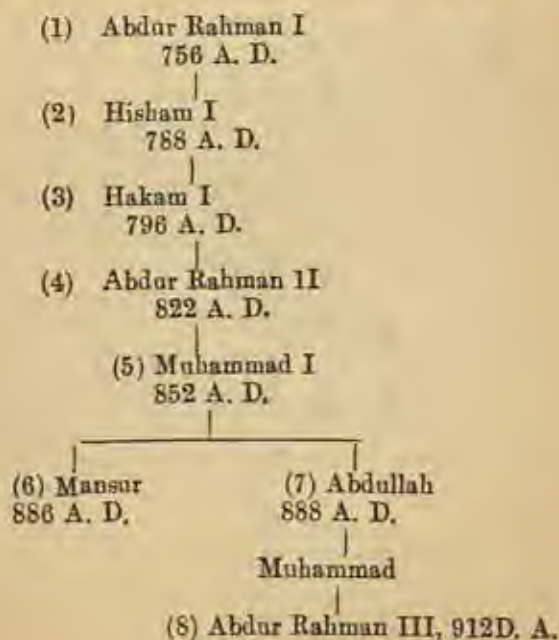 (1) Abdur Rahman I
756 A. D.
(2) Hisham I
788 A. D.
(3) Hakam I
796 A. D.
(4) Abdur Rahman 1I
822 A. D.
(5) Muhammad I
852 A. D.
(6) Mansur (7) Abdullah
886 A. D. 888 A. D.
Muhammad
(8) Abdur Rahman III, 912D. A.